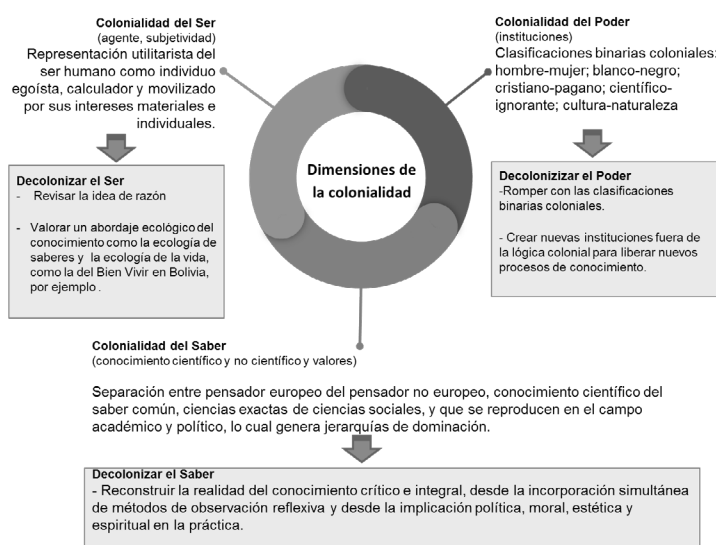 Colonialidad del Ser
(agente, subjetividad)
Representación utilitarista del
ser humano como individuo
egoísta, calculador y movilizado
por sus intereses materiales e
individuales.
Decolonizar el Ser
- Revisar la idea de razón
- Valorar un abordaje ecológico del
conocimiento como la ecología de
saberes y la ecología de la vida,
como la del Bien Vivir en Bolivia,
por ejemplo .
Dimensiones de
la colonialidad
Colonialidad del Poder
(instituciones)
Clasificaciones binarias coloniales:
hombre-mujer; blanco-negro;
cristiano-pagano; científico-
ignorante; cultura-naturaleza
Decolonizizar el Poder
-Romper con las clasificaciones
binarias coloniales.
- Crear nuevas instituciones fuera de
la lógica colonial para liberar nuevos
procesos de conocimiento.
Colonialidad del Saber
(conocimiento científico y no científico y valores)
Separación entre pensador europeo del pensador no europeo, conocimiento científico del
saber común, ciencias exactas de ciencias sociales, y que se reproducen en el campo
académico y político, lo cual genera jerarquías de dominación.
Decolonizar el Saber
- Reconstruir la realidad del conocimiento crítico e integral, desde la incorporación simultánea
de métodos de observación reflexiva y desde la implicación política, moral, estética y
espiritual en la práctica.